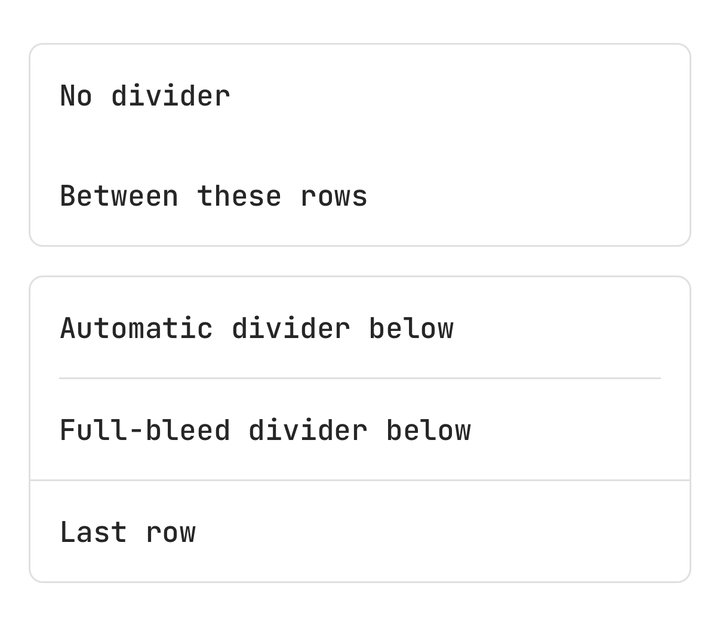 No divider
Between these rows
Automatic divider below
Full-bleed divider below
Last row